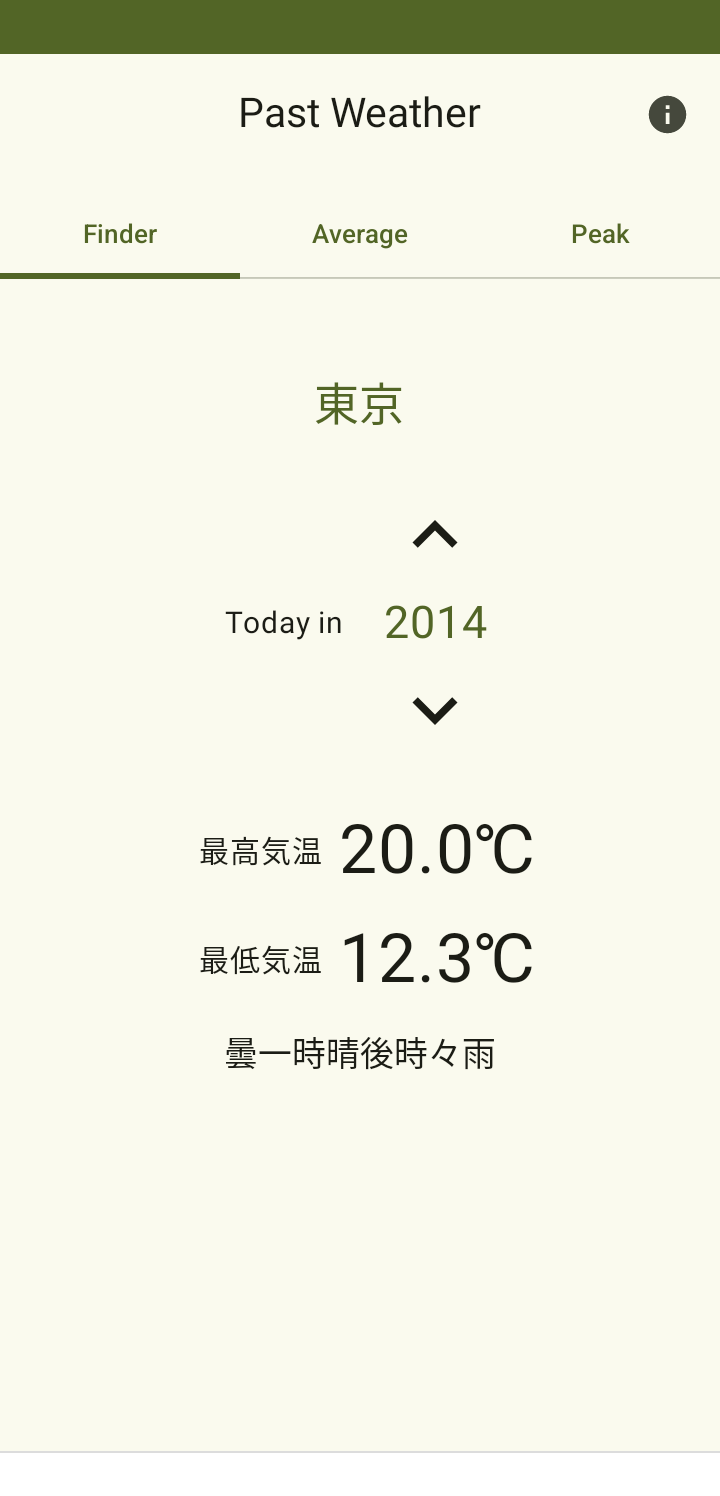 Past Weather
Finder
Average
Peak
東京
Today in 2014
最高気温 20.0℃
最低気温 12.3℃
曇一時晴後時々雨